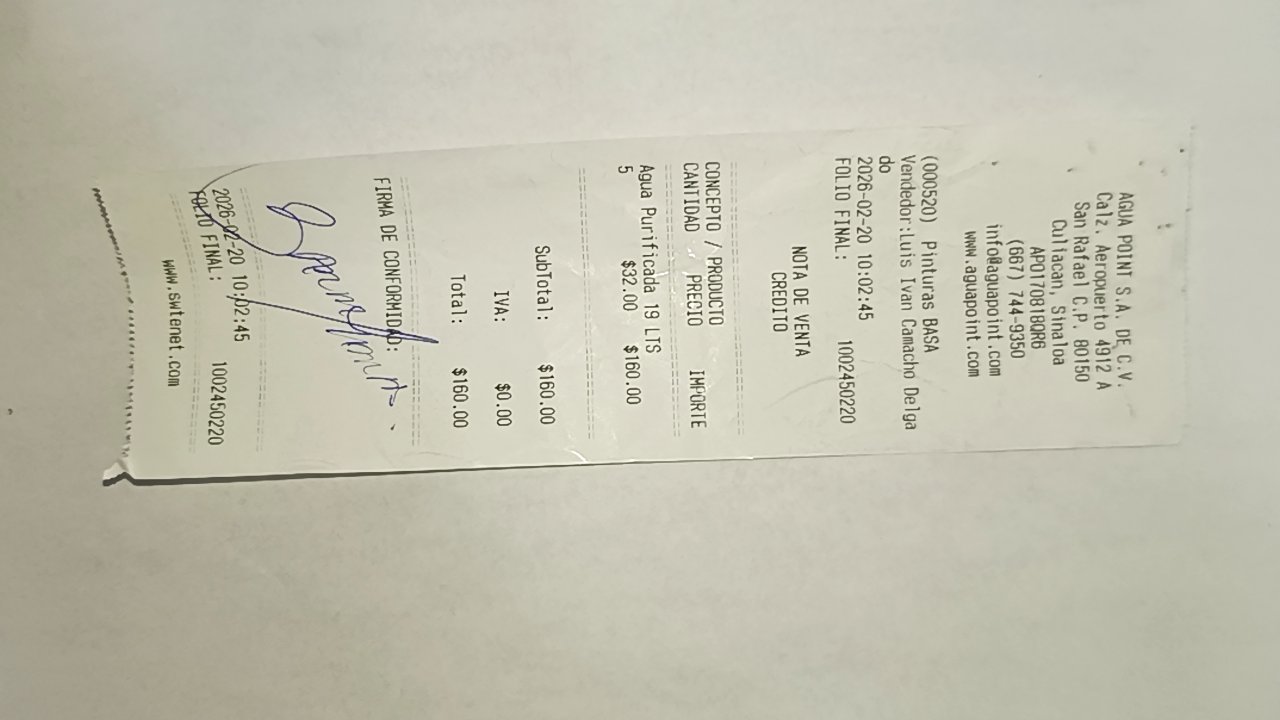 AGUA POINT S.A. DE C.V.
Calz. Aeropuerto 4912 A
San Rafael C.P. 80150
Culiacan, Sinaloa
APO170818QR6
(667) 744-9350
info@aguapoint.com
www.aguapoint.com
(000520) Pinturas BASA
Vendedor:Luis Ivan Camacho Delga
do
2026-02-20 10:02:45
FOLIO FINAL: 1002450220
NOTA DE VENTA
CREDITO
CONCEPTO / PRODUCTO
CANTIDAD PRECIO IMPORTE
Agua Purificada 19 LTS
5 $32.00 $160.00
SubTotal: $160.00
IVA: $0.00
Total: $160.00
FIRMA DE CONFORMIDAD:
2026-02-20 10:02:45
FOLIO FINAL: 1002450220
www.swtenet.com